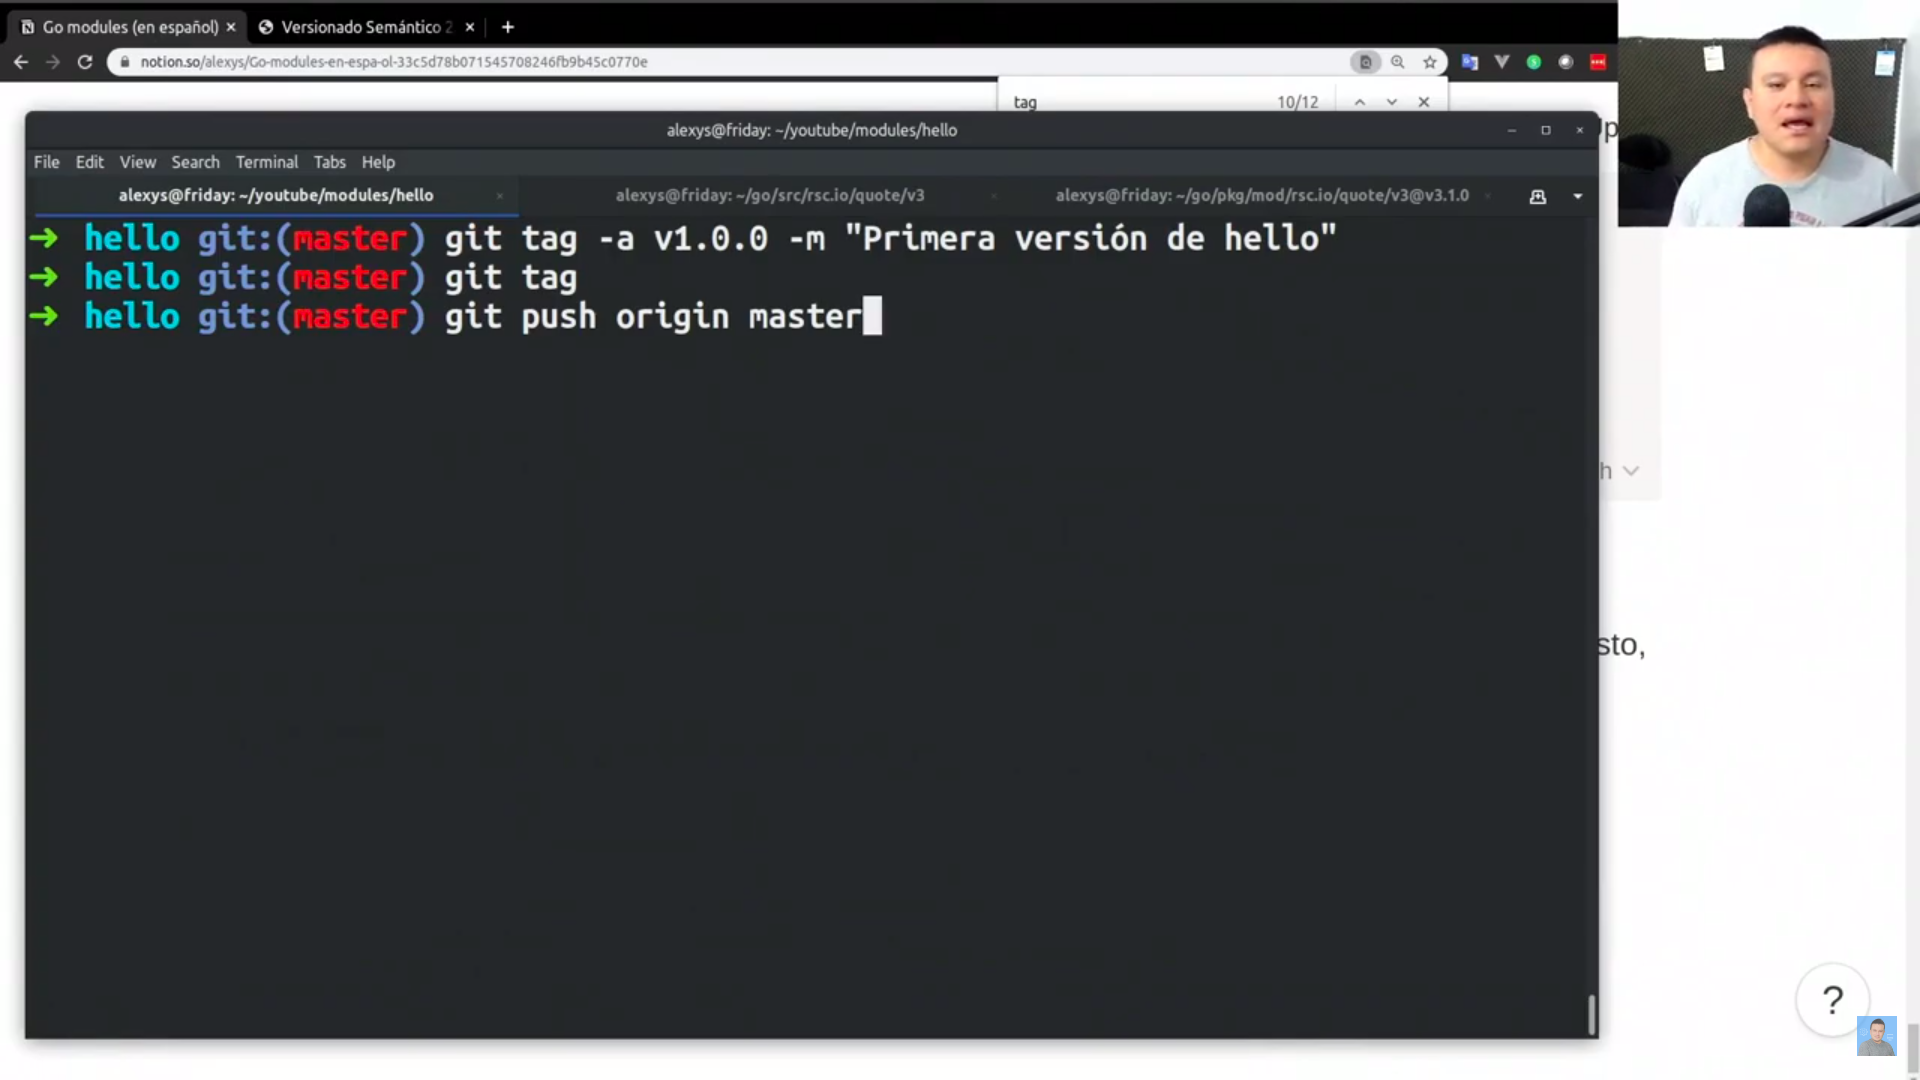 Go modules (en español)
Versionado Semántico 2
notion.so/alexys/Go-modules-en-espa-ol-33c5d78b071545708246fb9b45c0770e
tag 10/12
alexys@friday: ~/youtube/modules/hello
File Edit View Search Terminal Tabs Help
alexys@friday: ~/youtube/modules/hello
alexys@friday: ~/go/src/rsc.io/quote/v3
alexys@friday: ~/go/pkg/mod/rsc.io/quote/v3@v3.1.0
➜ hello git:(master) git tag -a v1.0.0 -m "Primera versión de hello"
➜ hello git:(master) git tag
➜ hello git:(master) git push origin master
h
sto,
?